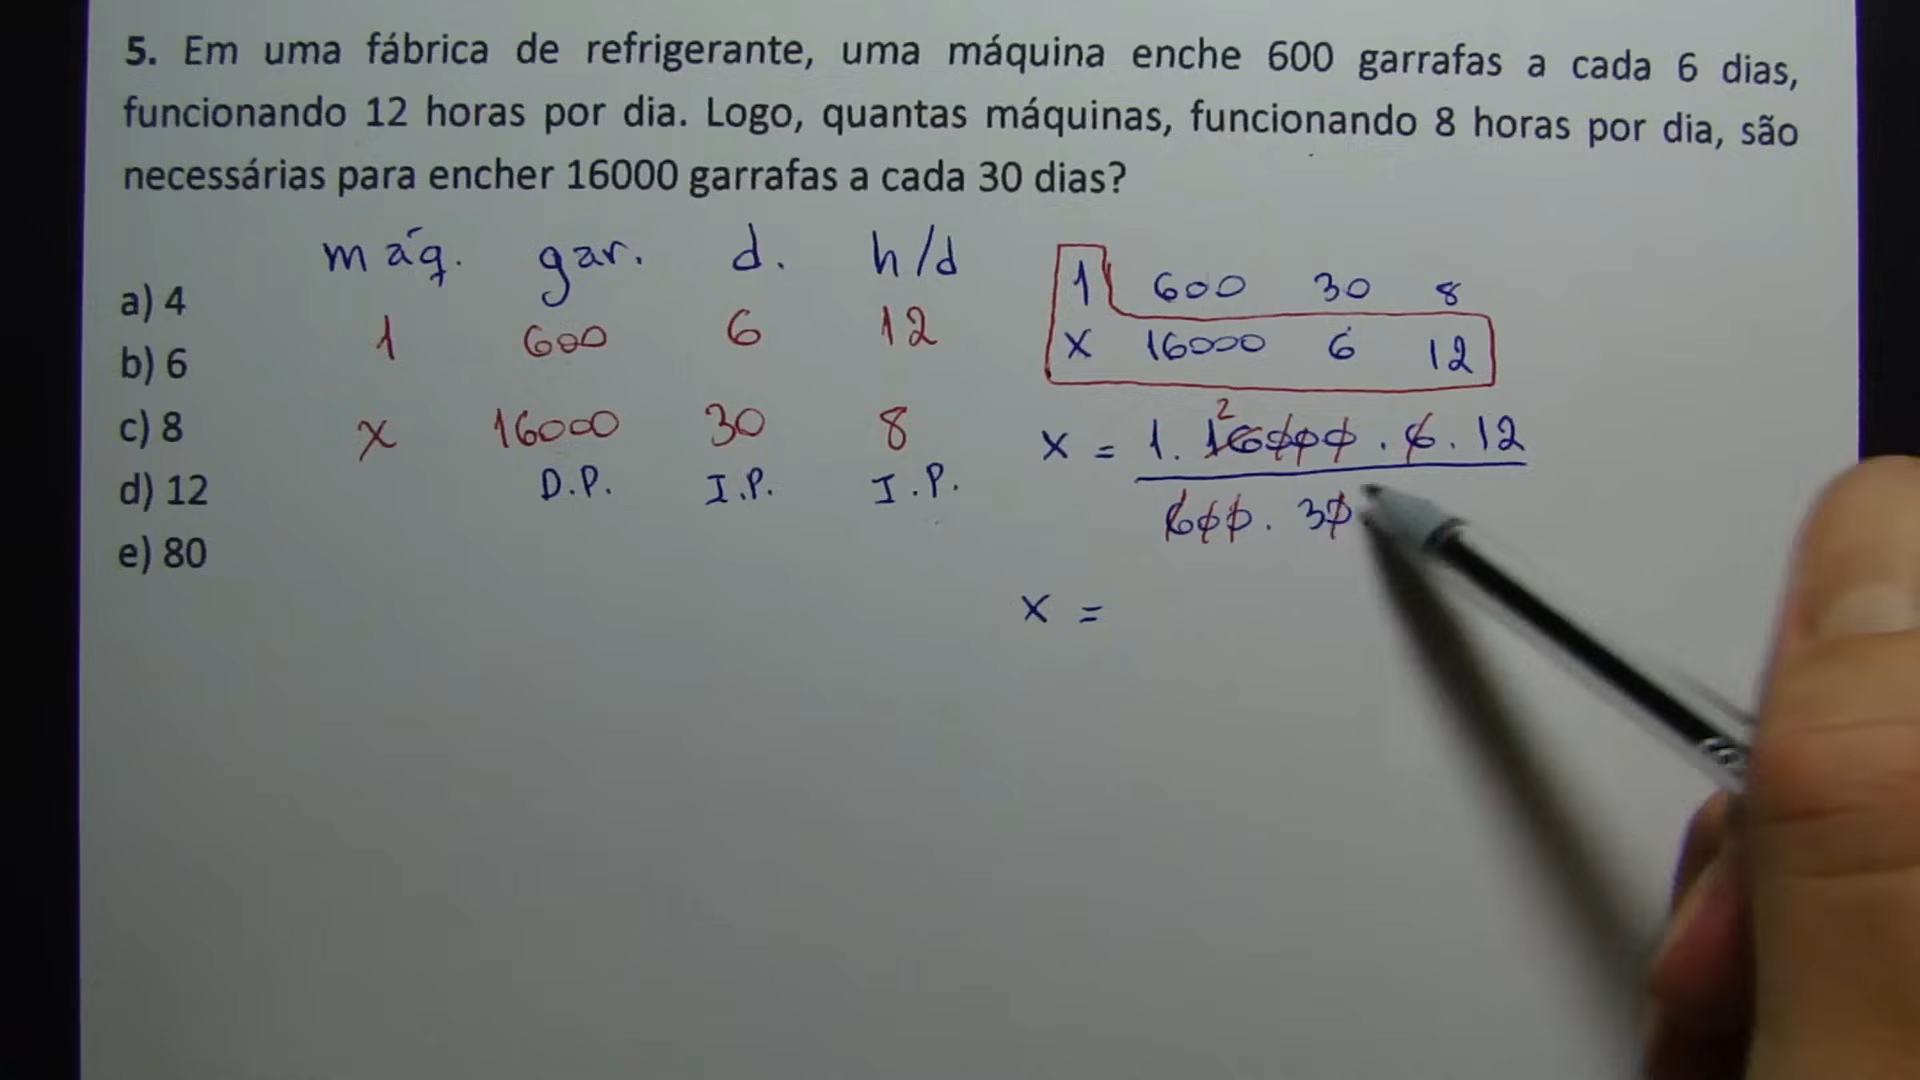 5. Em uma fábrica de refrigerante, uma máquina enche 600 garrafas a cada 6 dias,
funcionando 12 horas por dia. Logo, quantas máquinas, funcionando 8 horas por dia, são
necessárias para encher 16000 garrafas a cada 30 dias?
a) 4
b) 6
c) 8
d) 12
e) 80
máq. gar. d. h/d
1 600 6 12
x 16000 30 8
D.P. I.P. I.P.
1 600 30 8
x 16000 6 12
2
x = 1. 16000 . 6 . 12
600 . 30
x =